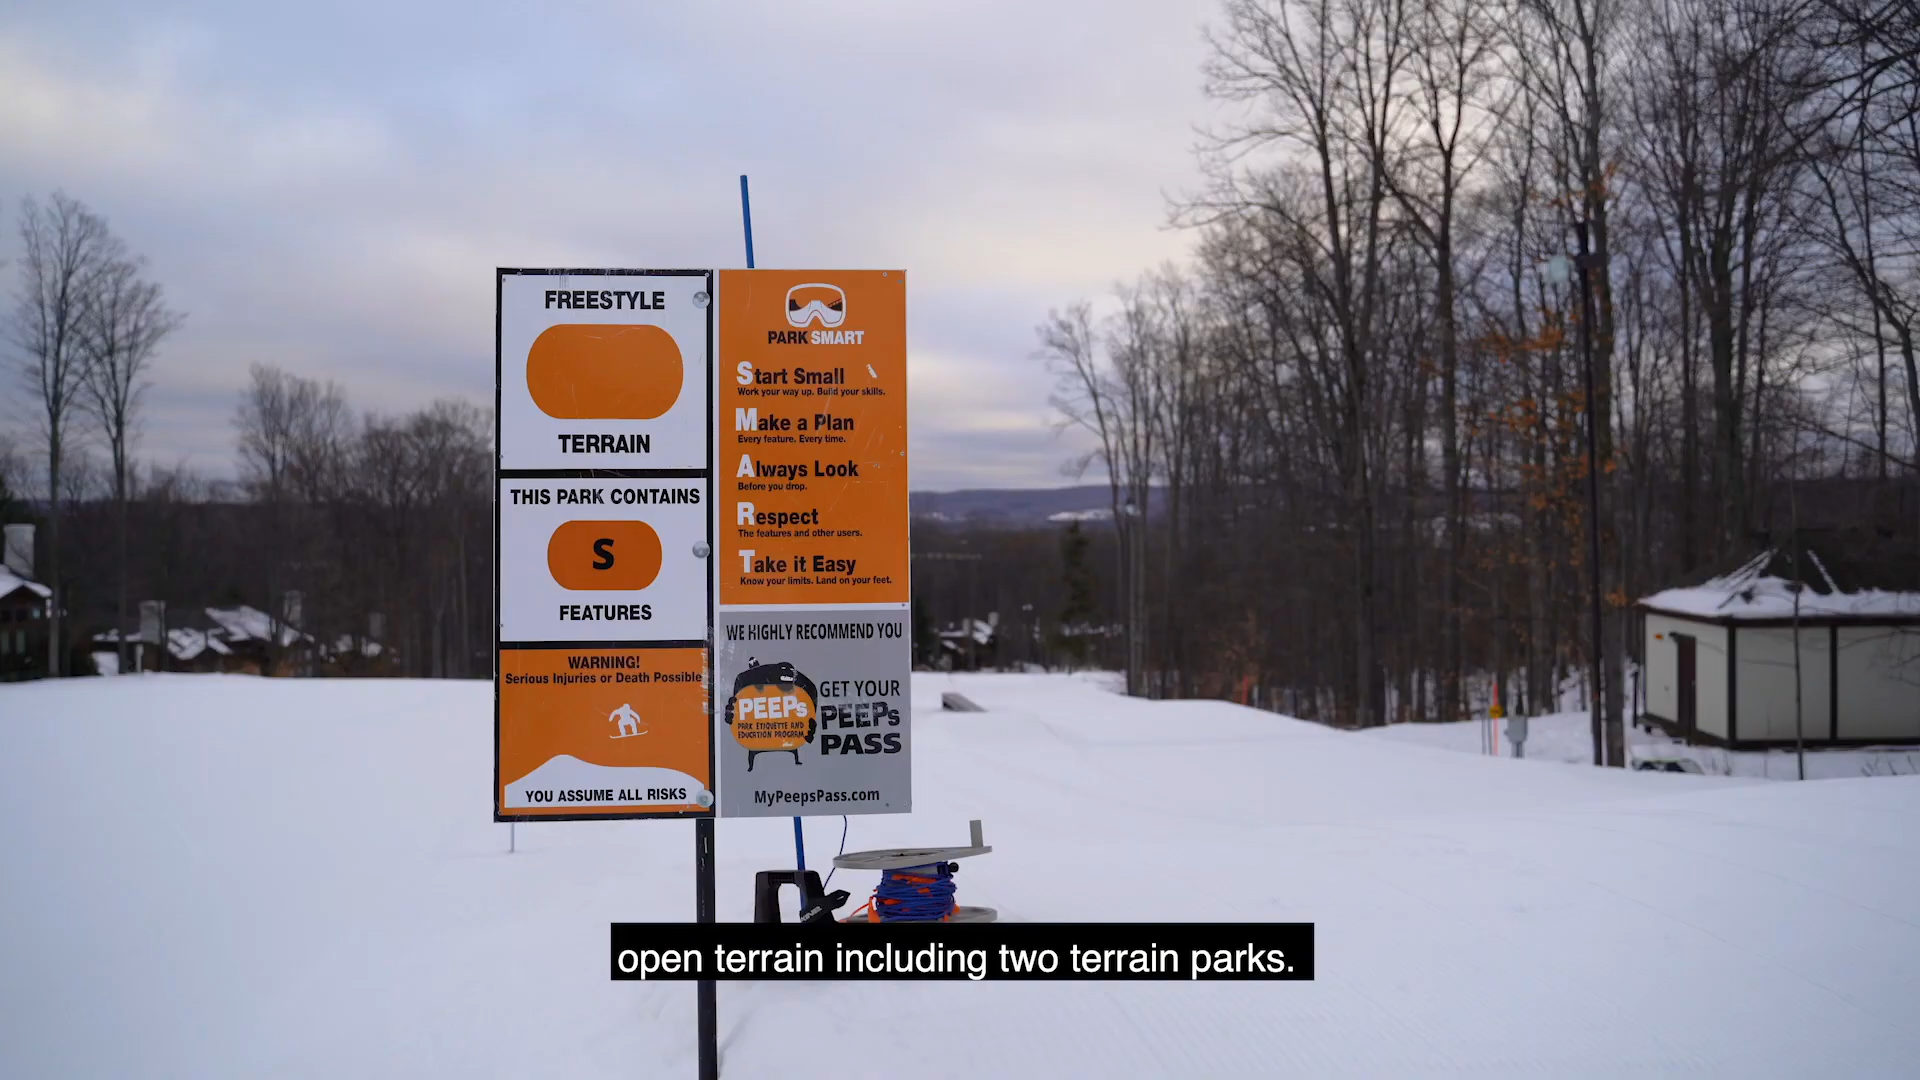 FREESTYLE
TERRAIN
THIS PARK CONTAINS
S
FEATURES
WARNING!
Serious Injuries or Death Possible
YOU ASSUME ALL RISKS
PARK SMART
Start Small
Work your way up. Build your skills.
Make a Plan
Every feature. Every time.
Always Look
Before you drop.
Respect
The features and other users.
Take it Easy
Know your limits. Land on your feet.
WE HIGHLY RECOMMEND YOU
PEEPs
PARK ETIQUETTE AND
EDUCATION PROGRAM
GET YOUR
PEEPs
PASS
MyPeepsPass.com
open terrain including two terrain parks.